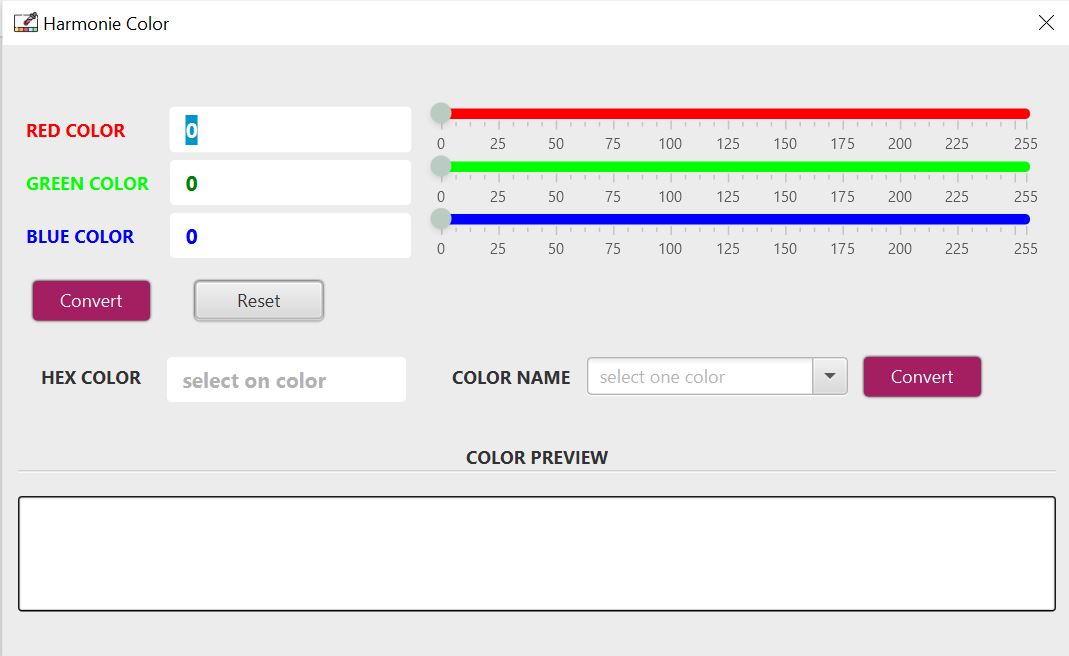 Harmonie Color
RED COLOR 0
0 25 50 75 100 125 150 175 200 225 255
GREEN COLOR 0
0 25 50 75 100 125 150 175 200 225 255
BLUE COLOR 0
0 25 50 75 100 125 150 175 200 225 255
Convert Reset
HEX COLOR select on color COLOR NAME select one color Convert
COLOR PREVIEW